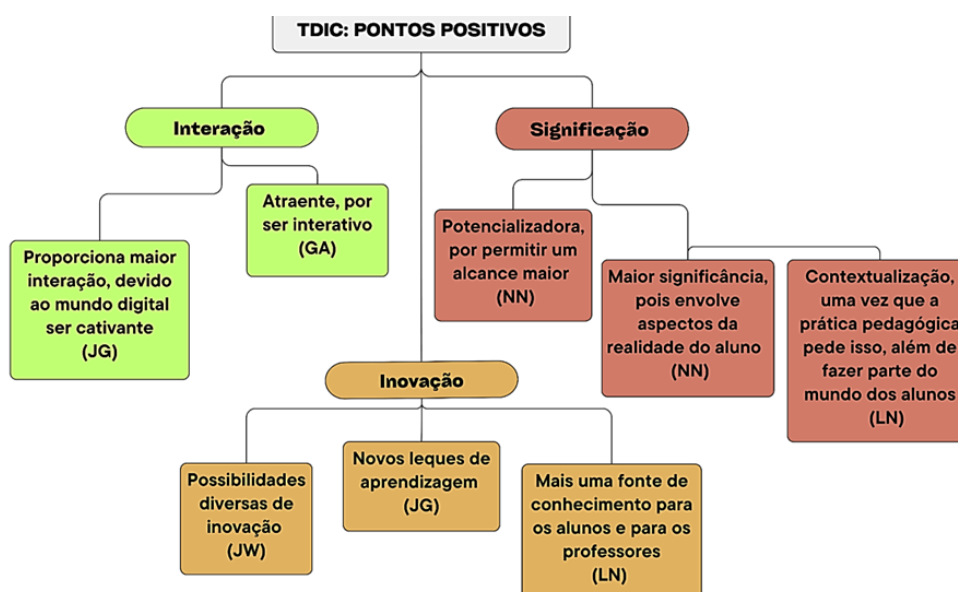 TDIC: PONTOS POSITIVOS
Interação
Proporciona maior
interação, devido
ao mundo digital
ser cativante
(JG)
Atraente, por
ser interativo
(GA)
Significação
Potencializadora,
por permitir um
alcance maior
(NN)
Maior significância,
pois envolve
aspectos da
realidade do aluno
(NN)
Contextualização,
uma vez que a
prática pedagógica
pede isso, além de
fazer parte do
mundo dos alunos
(LN)
Inovação
Possibilidades
diversas de
inovação
(JW)
Novos leques de
aprendizagem
(JG)
Mais uma fonte de
conhecimento para
os alunos e para os
professores
(LN)